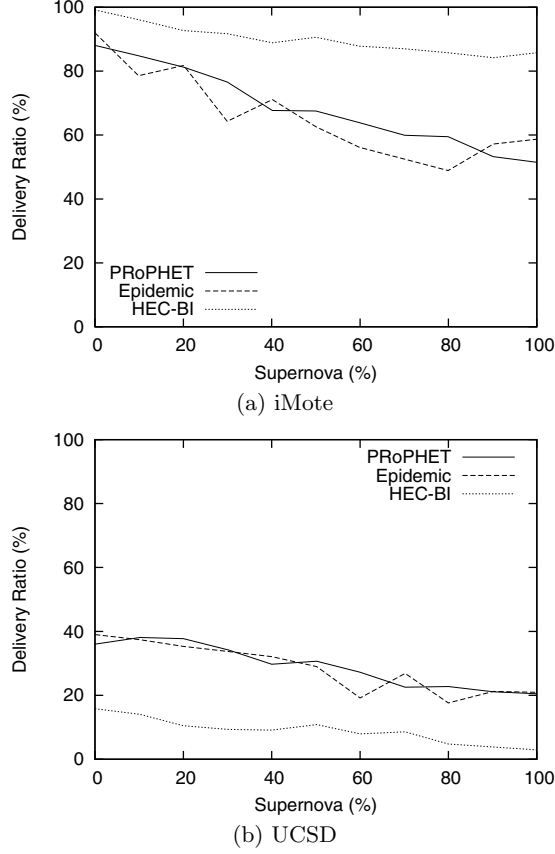 100
80
60
40
20
0
Delivery Ratio (%)
PRoPHET
Epidemic
HEC-BI
0 20 40 60 80 100
Supernova (%)
(a) iMote
100
80
60
40
20
0
Delivery Ratio (%)
PRoPHET
Epidemic
HEC-BI
0 20 40 60 80 100
Supernova (%)
(b) UCSD